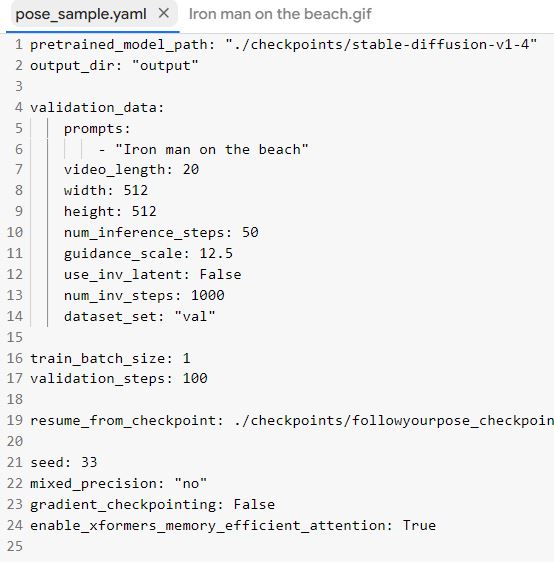 pose_sample.yaml × Iron man on the beach.gif
1 pretrained_model_path: "./checkpoints/stable-diffusion-v1-4"
2 output_dir: "output"
3
4 validation_data:
5     prompts:
6         - "Iron man on the beach"
7     video_length: 20
8     width: 512
9     height: 512
10     num_inference_steps: 50
11     guidance_scale: 12.5
12     use_inv_latent: False
13     num_inv_steps: 1000
14     dataset_set: "val"
15
16 train_batch_size: 1
17 validation_steps: 100
18
19 resume_from_checkpoint: ./checkpoints/followyourpose_checkpoin
20
21 seed: 33
22 mixed_precision: "no"
23 gradient_checkpointing: False
24 enable_xformers_memory_efficient_attention: True
25